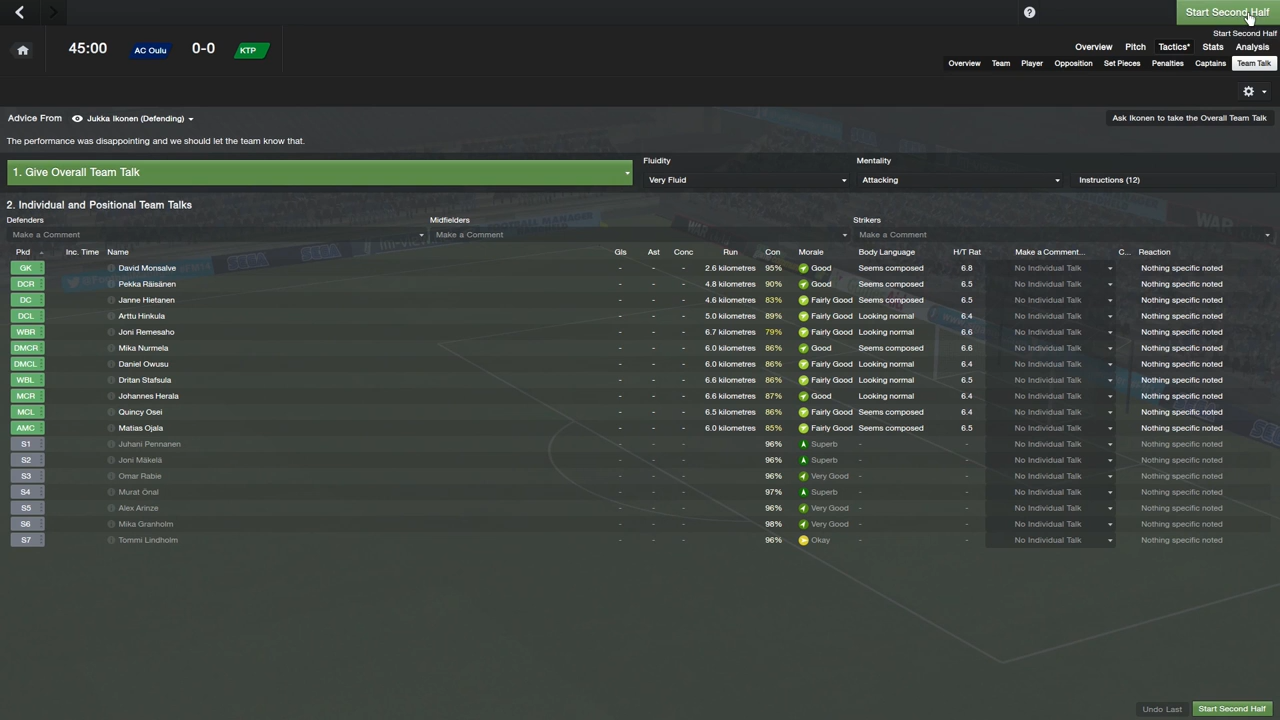 Start Second Half
Start Second Half
45:00 AC Oulu 0-0 KTP
Overview Pitch Tactics* Stats Analysis
Overview Team Player Opposition Set Pieces Penalties Captains Team Talk
Advice From Jukka Ikonen (Defending) Ask Ikonen to take the Overall Team Talk
The performance was disappointing and we should let the team know that.
Fluidity Mentality
1. Give Overall Team Talk Very Fluid Attacking Instructions (12)
2. Individual and Positional Team Talks
Defenders Midfielders Strikers
Make a Comment Make a Comment Make a Comment
Pkd Inc. Time Name Gls Ast Conc Run Con Morale Body Language H/T Rat Make a Comment... C... Reaction
GK David Monsalve - - - 2.6 kilometres 95% Good Seems composed 6.8 No Individual Talk Nothing specific noted
DCR Pekka Räisänen - - - 4.8 kilometres 90% Good Seems composed 6.5 No Individual Talk Nothing specific noted
DC Janne Hietanen - - - 4.6 kilometres 83% Fairly Good Seems composed 6.5 No Individual Talk Nothing specific noted
DCL Arttu Hinkula - - - 5.0 kilometres 89% Fairly Good Looking normal 6.4 No Individual Talk Nothing specific noted
WBR Joni Remesaho - - - 6.7 kilometres 79% Fairly Good Looking normal 6.6 No Individual Talk Nothing specific noted
DMCR Mika Nurmela - - - 6.0 kilometres 86% Good Seems composed 6.6 No Individual Talk Nothing specific noted
DMCL Daniel Owusu - - - 6.0 kilometres 86% Fairly Good Looking normal 6.4 No Individual Talk Nothing specific noted
WBL Dritan Stafsula - - - 6.6 kilometres 86% Fairly Good Looking normal 6.5 No Individual Talk Nothing specific noted
MCR Johannes Herala - - - 6.6 kilometres 87% Good Looking normal 6.4 No Individual Talk Nothing specific noted
MCL Quincy Osei - - - 6.5 kilometres 86% Fairly Good Seems composed 6.4 No Individual Talk Nothing specific noted
AMC Matias Ojala - - - 6.0 kilometres 85% Fairly Good Seems composed 6.5 No Individual Talk Nothing specific noted
S1 Juhani Pennanen - - - 96% Superb - - No Individual Talk Nothing specific noted
S2 Joni Mäkelä - - - 96% Superb - - No Individual Talk Nothing specific noted
S3 Omar Rabie - - - 96% Very Good - - No Individual Talk Nothing specific noted
S4 Murat Önal - - - 97% Superb - - No Individual Talk Nothing specific noted
S5 Alex Arinze - - - 96% Very Good - - No Individual Talk Nothing specific noted
S6 Mika Granholm - - - 98% Very Good - - No Individual Talk Nothing specific noted
S7 Tommi Lindholm - - - 96% Okay - - No Individual Talk Nothing specific noted
Undo Last Start Second Half